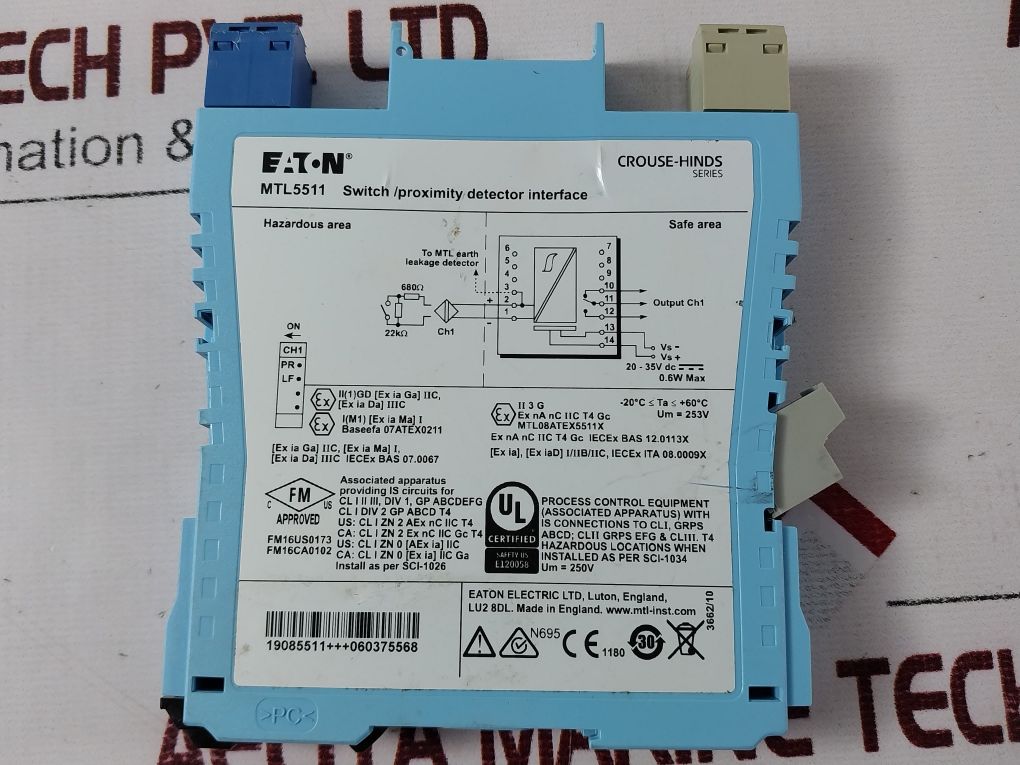 ECH PVT. LTD
mation &
EATON®
CROUSE-HINDS
SERIES
MTL5511 Switch /proximity detector interface
Hazardous area
Safe area
To MTL earth
leakage detector
6
5
4
3
2
1
7
8
9
10
11
12
13
14
+
-
680Ω
22kΩ
Ch1
Output Ch1
Vs -
Vs +
20 - 35V dc
0.6W Max
ON
CH1
PR
LF
Ex
II(1)GD [Ex ia Ga] IIC,
[Ex ia Da] IIIC
Ex
I(M1) [Ex ia Ma] I
Baseefa 07ATEX0211
[Ex ia Ga] IIC, [Ex ia Ma] I,
[Ex ia Da] IIIC IECEx BAS 07.0067
Ex
II 3 G
Ex nA nC IIC T4 Gc
MTL08ATEX5511X
-20°C ≤ Ta ≤ +60°C
Um = 253V
Ex nA nC IIC T4 Gc IECEx BAS 12.0113X
[Ex ia], [Ex iaD] I/IIB/IIC, IECEx ITA 08.0009X
FM
C US
APPROVED
FM16US0173
FM16CA0102
Associated apparatus
providing IS circuits for
CL I II III, DIV 1, GP ABCDEFG
CL I DIV 2 GP ABCD T4
US: CL I ZN 2 AEx nC IIC T4
CA: CL I ZN 2 Ex nC IIC Gc T4
US: CL I ZN 0 [AEx ia] IIC
CA: CL I ZN 0 [Ex ia] IIC Ga
Install as per SCI-1026
UL
CERTIFIED
SAFETY US
E120058
PROCESS CONTROL EQUIPMENT
(ASSOCIATED APPARATUS) WITH
IS CONNECTIONS TO CLI, GRPS
ABCD; CLII GRPS EFG & CLIII. T4
HAZARDOUS LOCATIONS WHEN
INSTALLED AS PER SCI-1034
Um = 250V
EATON ELECTRIC LTD, Luton, England,
LU2 8DL. Made in England. www.mtl-inst.com
3662/10
19085511+++060375568
N695
CE 1180
30
>PC<
MARINE TECH